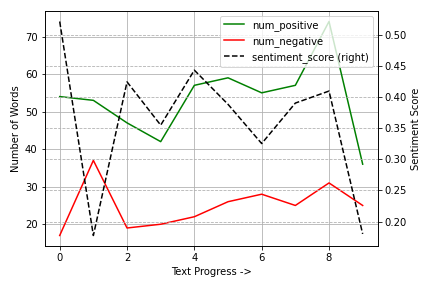 num_positive
num_negative
sentiment_score (right)
Number of Words
70
60
50
40
30
20
0.50
0.45
0.40
0.35
0.30
0.25
0.20
Sentiment Score
0 2 4 6 8
Text Progress ->